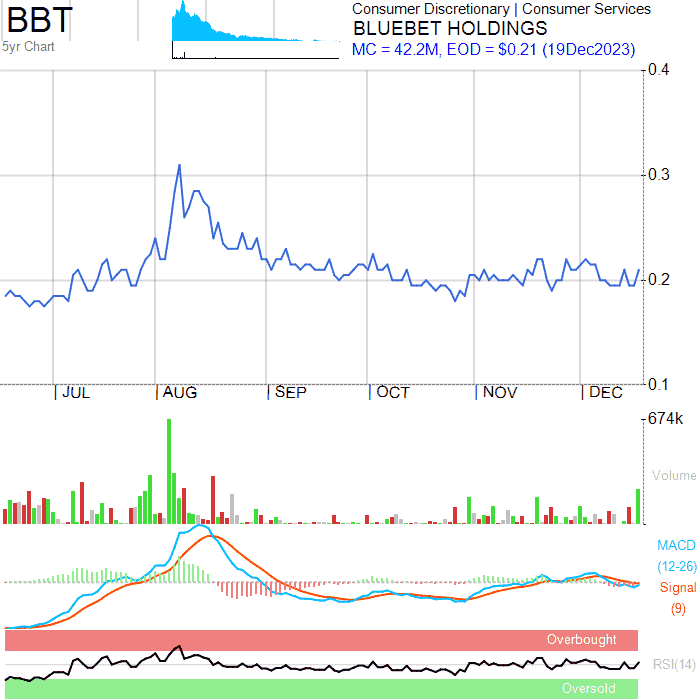 BBT
5yr Chart
Consumer Discretionary | Consumer Services
BLUEBET HOLDINGS
MC = 42.2M, EOD = $0.21 (19Dec2023)
0.4
0.3
0.2
0.1
JUL
AUG
SEP
OCT
NOV
DEC
674k
Volume
MACD
(12-26)
Signal
(9)
Overbought
RSI(14)
Oversold